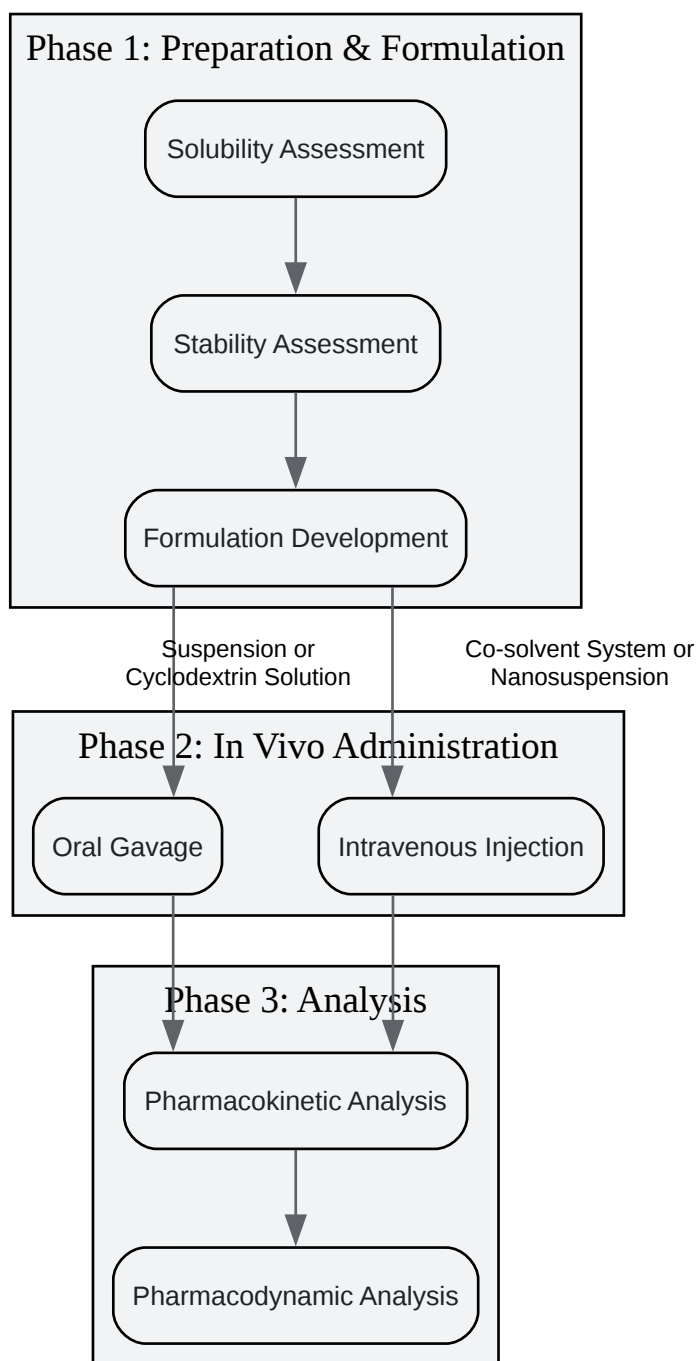 Phase 1: Preparation & Formulation
Solubility Assessment
Stability Assessment
Formulation Development
Suspension or
Cyclodextrin Solution
Co-solvent System or
Nanosuspension
Phase 2: In Vivo Administration
Oral Gavage
Intravenous Injection
Phase 3: Analysis
Pharmacokinetic Analysis
Pharmacodynamic Analysis